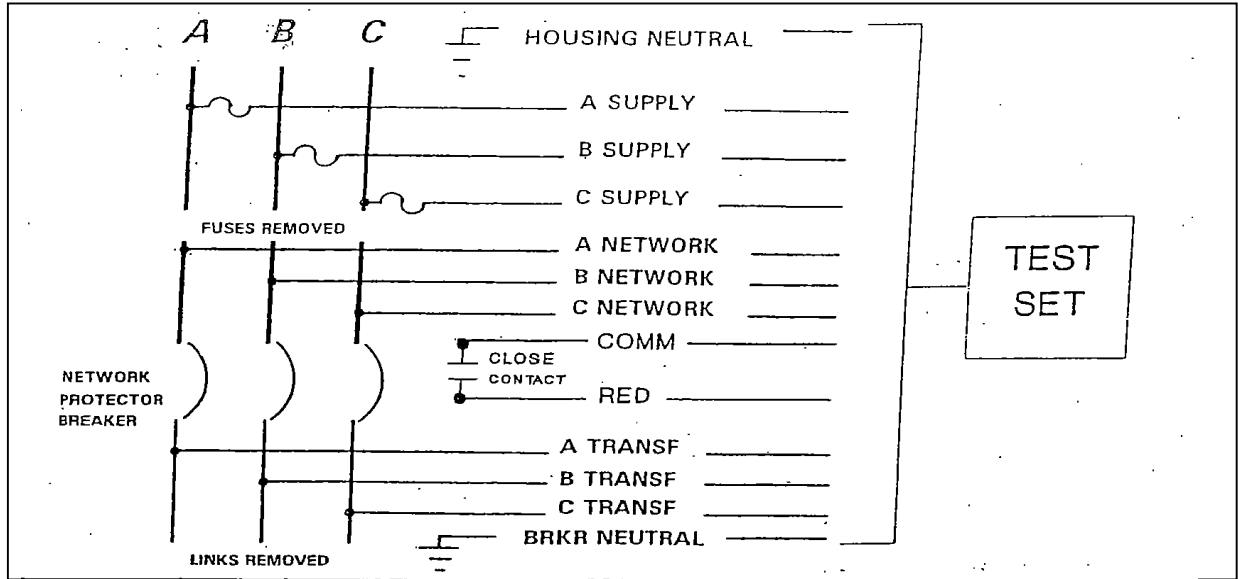 A B C
HOUSING NEUTRAL
A SUPPLY
B SUPPLY
C SUPPLY
FUSES REMOVED
A NETWORK
B NETWORK
C NETWORK
COMM
CLOSE
CONTACT
RED
NETWORK
PROTECTOR
BREAKER
A TRANSF
B TRANSF
C TRANSF
BRKR NEUTRAL
LINKS REMOVED
TEST
SET